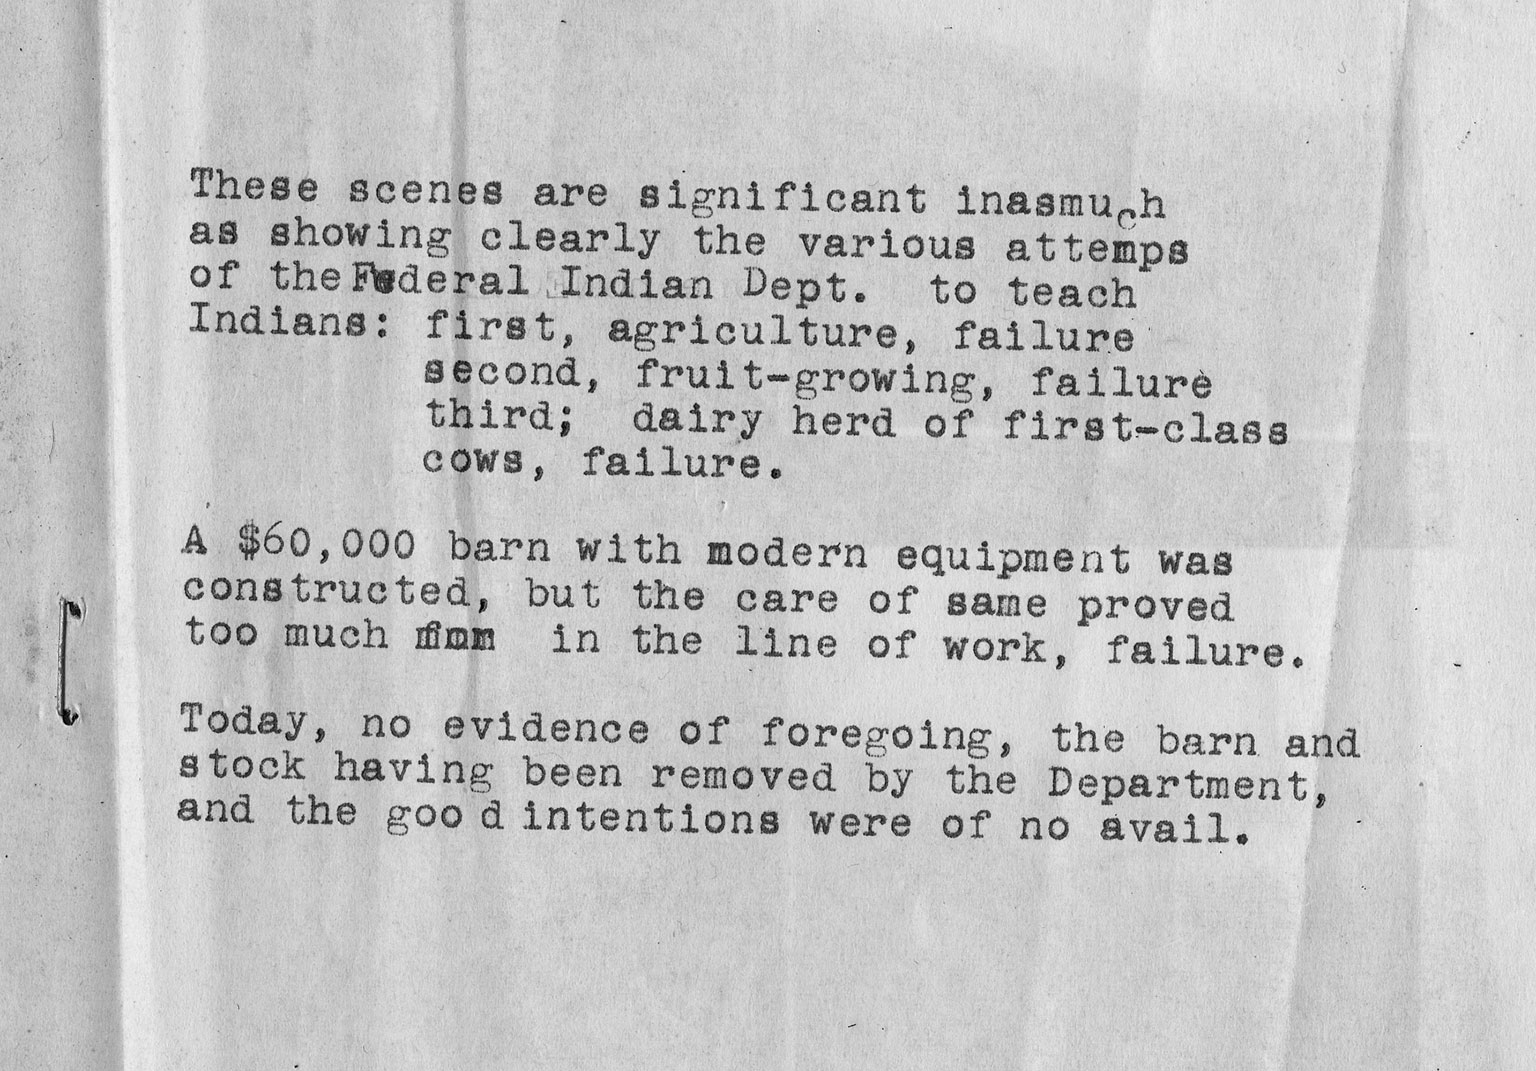 These scenes are significant inasmuch
as showing clearly the various attemps
of the Federal Indian Dept. to teach
Indians: first, agriculture, failure
second, fruit-growing, failure
third; dairy herd of first-class
cows, failure.
A $60,000 barn with modern equipment was
constructed, but the care of same proved
too much in the line of work, failure.
Today, no evidence of foregoing, the barn and
stock having been removed by the Department,
and the goo d intentions were of no avail.